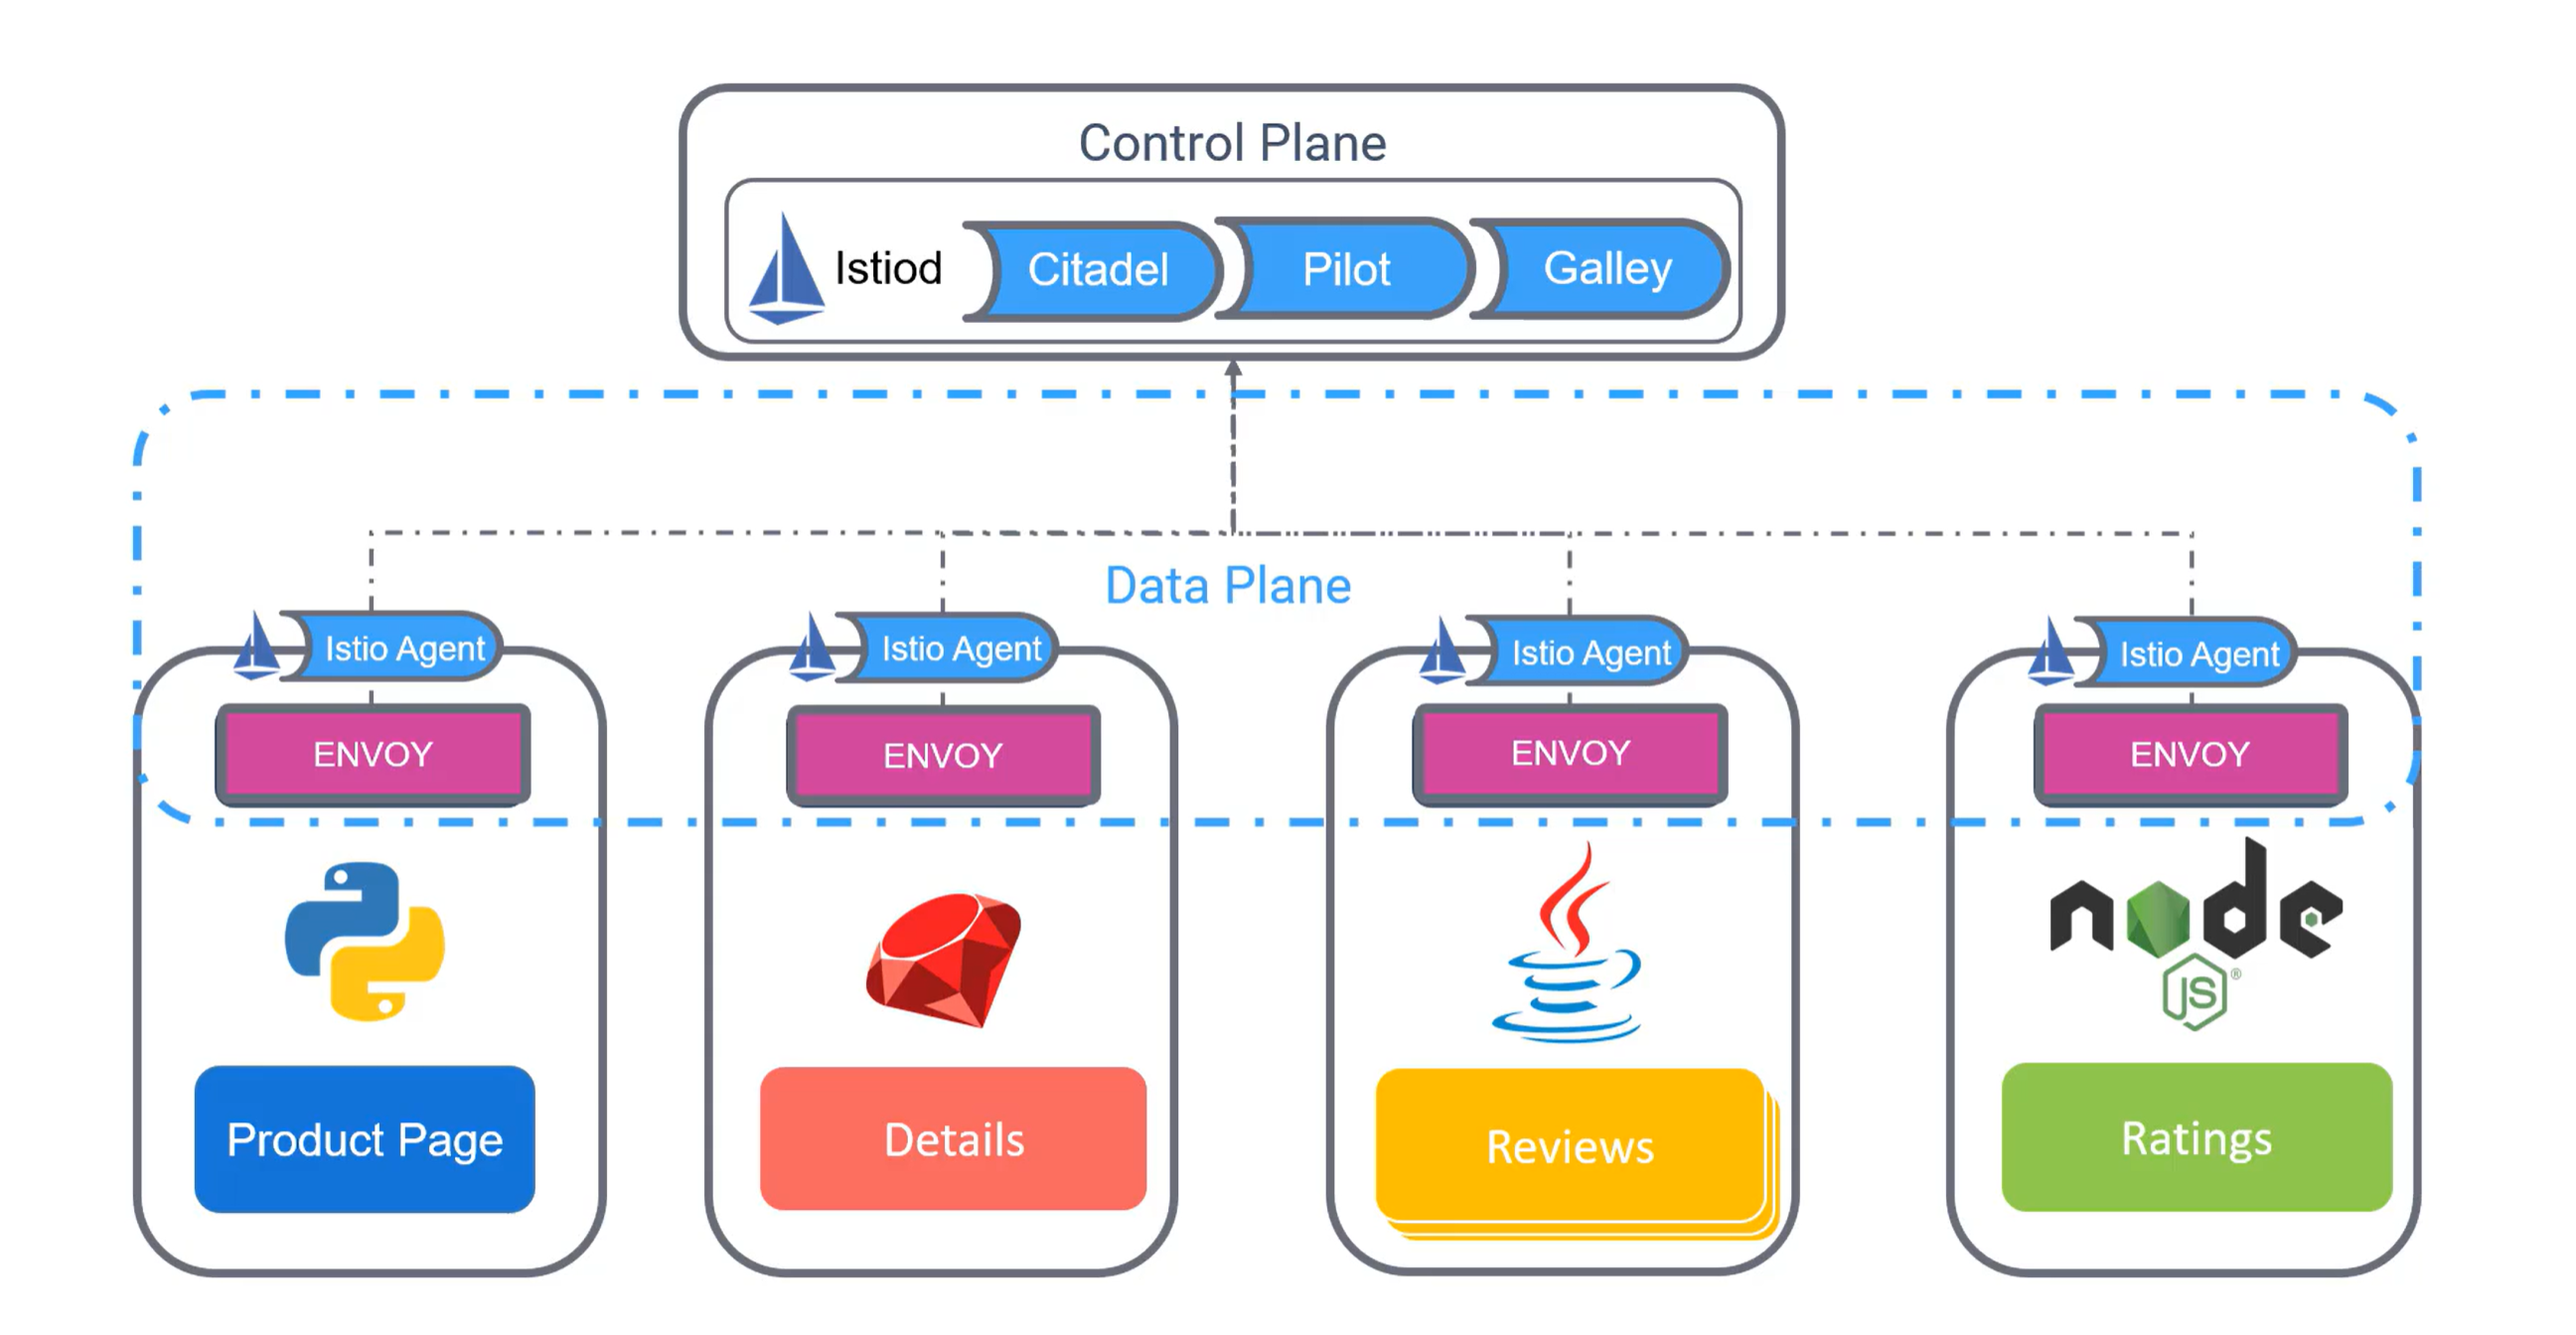 Control Plane
Istiod Citadel Pilot Galley
Data Plane
Istio Agent Istio Agent Istio Agent Istio Agent
ENVOY ENVOY ENVOY ENVOY
node
JS®
Product Page Details Reviews Ratings